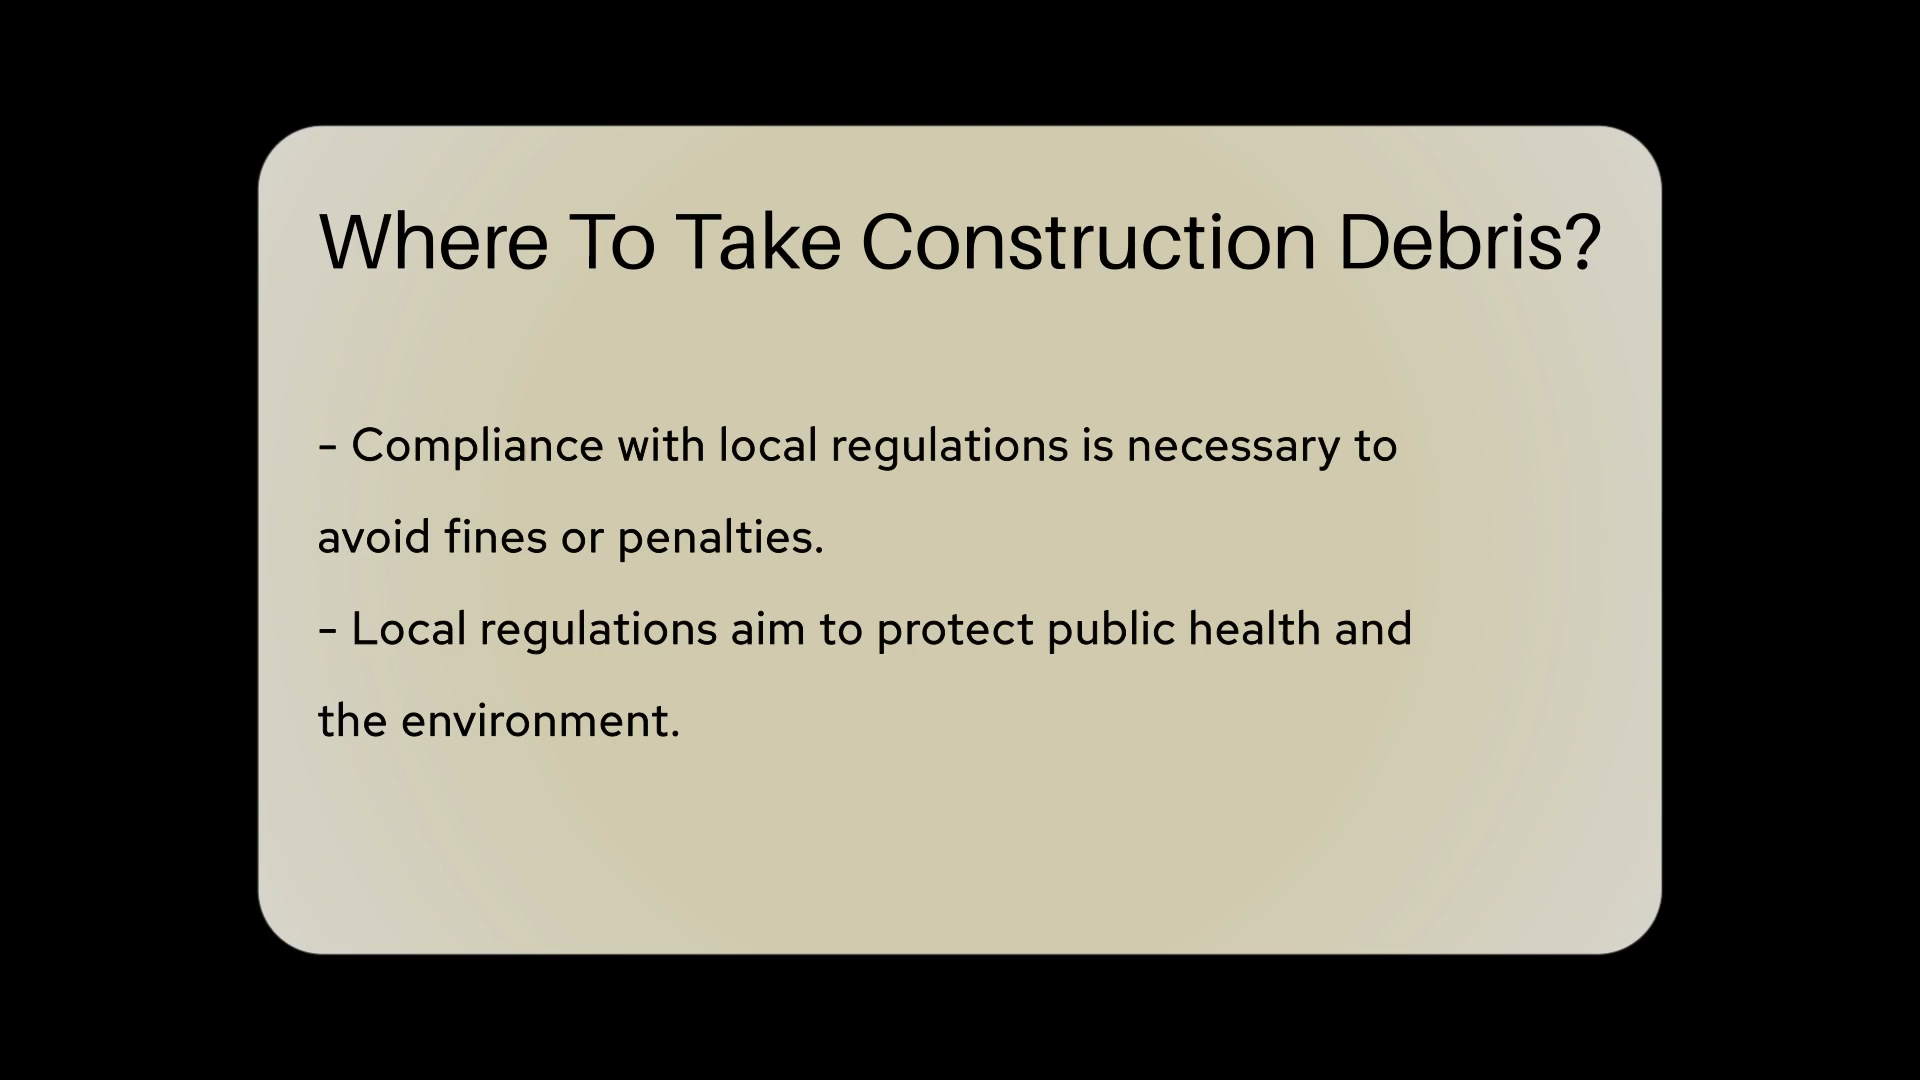 Where To Take Construction Debris?
- Compliance with local regulations is necessary to
avoid fines or penalties.
- Local regulations aim to protect public health and
the environment.